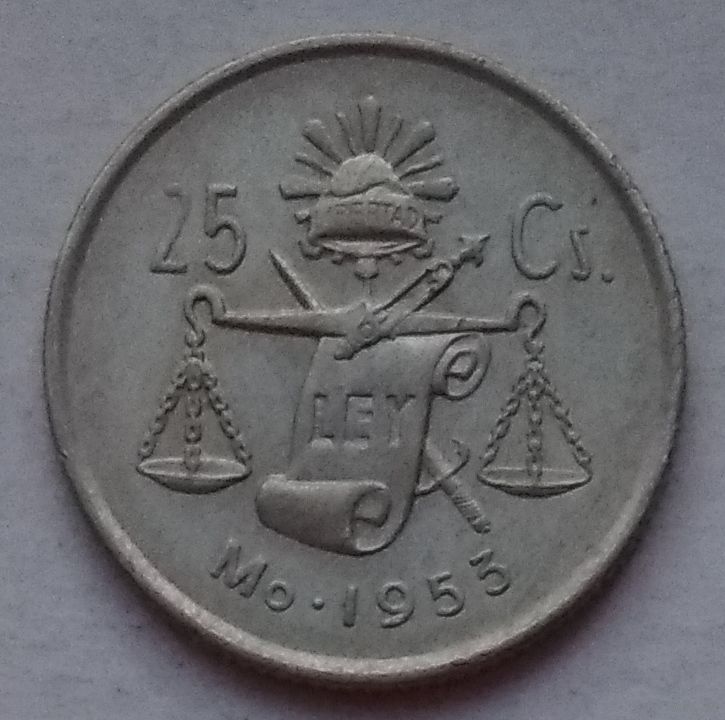 LIBERTAD
25 Cs.
LEY
Mo · 1953